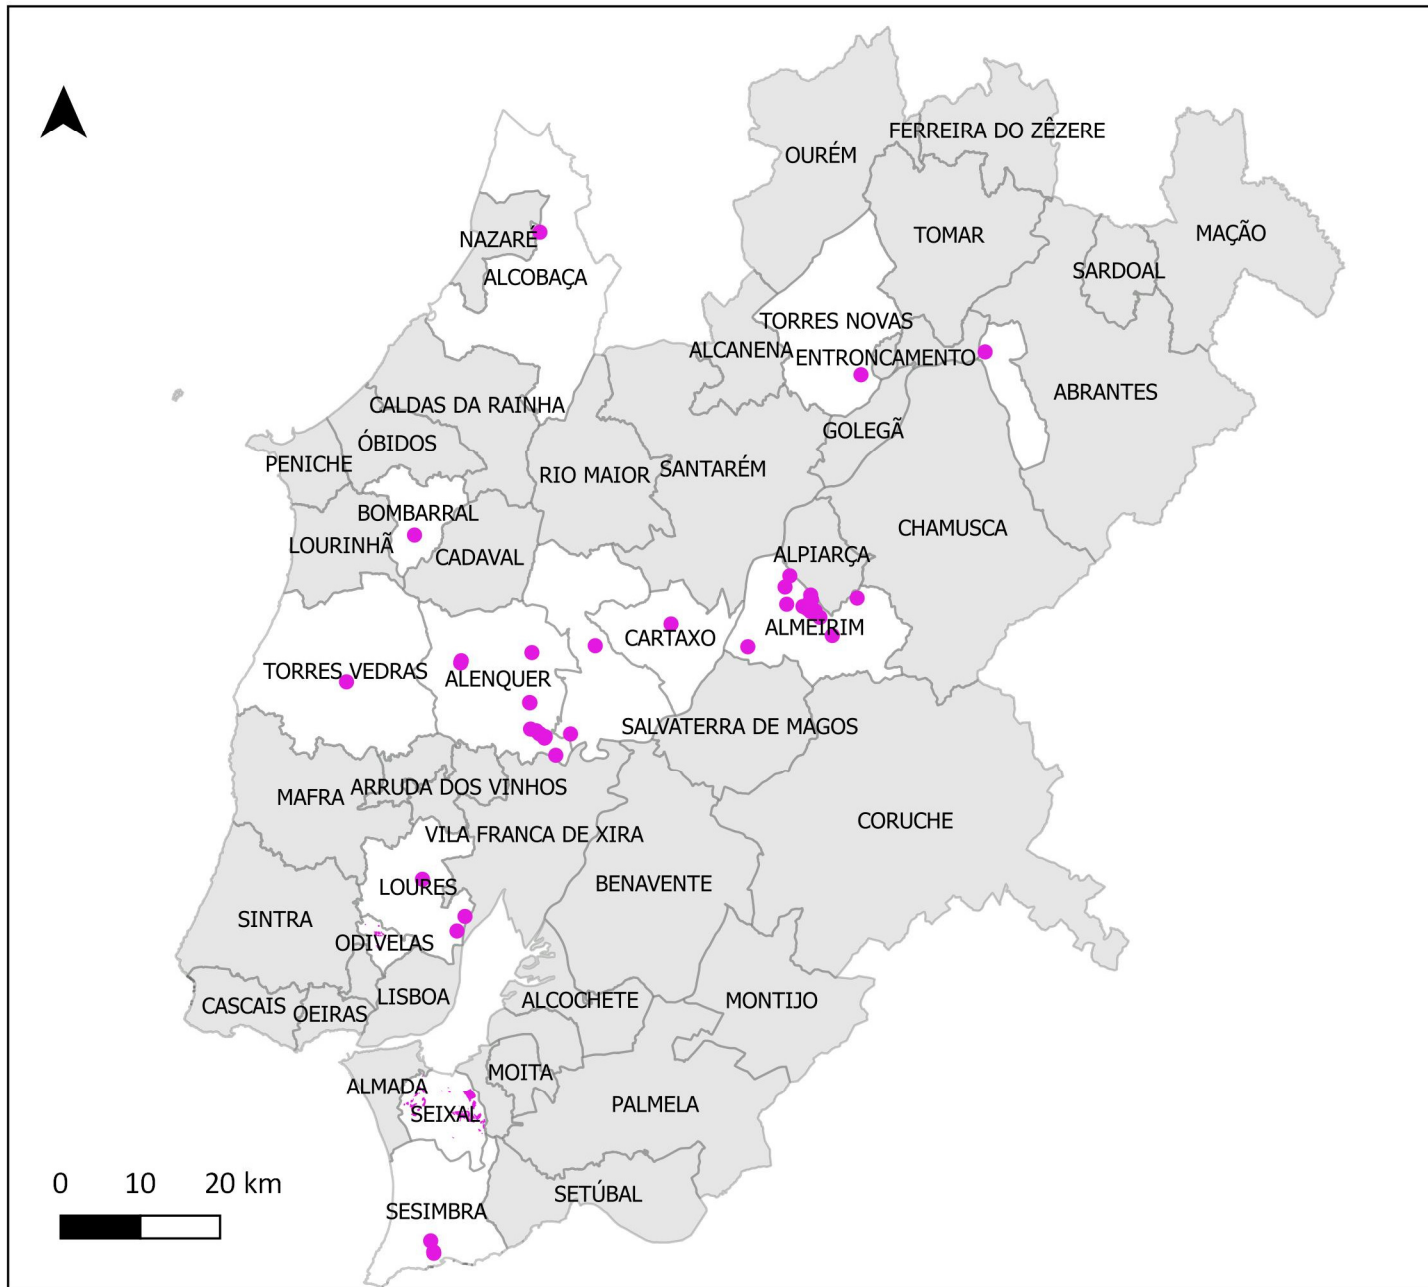 FERREIRA DO ZÊZERE
OURÉM
TOMAR
MAÇÃO
NAZARÉ
SARDOAL
ALCOBAÇA
TORRES NOVAS
ALCANENA
ENTRONCAMENTO
ABRANTES
CALDAS DA RAINHA
GOLEGÃ
ÓBIDOS
PENICHE
RIO MAIOR
SANTARÉM
BOMBARRAL
CHAMUSCA
LOURINHÃ
CADAVAL
ALPIARÇA
CARTAXO
ALMEIRIM
TORRES VEDRAS
ALENQUER
SALVATERRA DE MAGOS
ARRUDA DOS VINHOS
MAFRA
CORUCHE
VILA FRANCA DE XIRA
LOURES
BENAVENTE
SINTRA
ODIVELAS
LISBOA
ALCOCHETE
MONTIJO
CASCAIS
OEIRAS
MOITA
ALMADA
PALMELA
SEIXAL
0 10 20 km
SETÚBAL
SESIMBRA